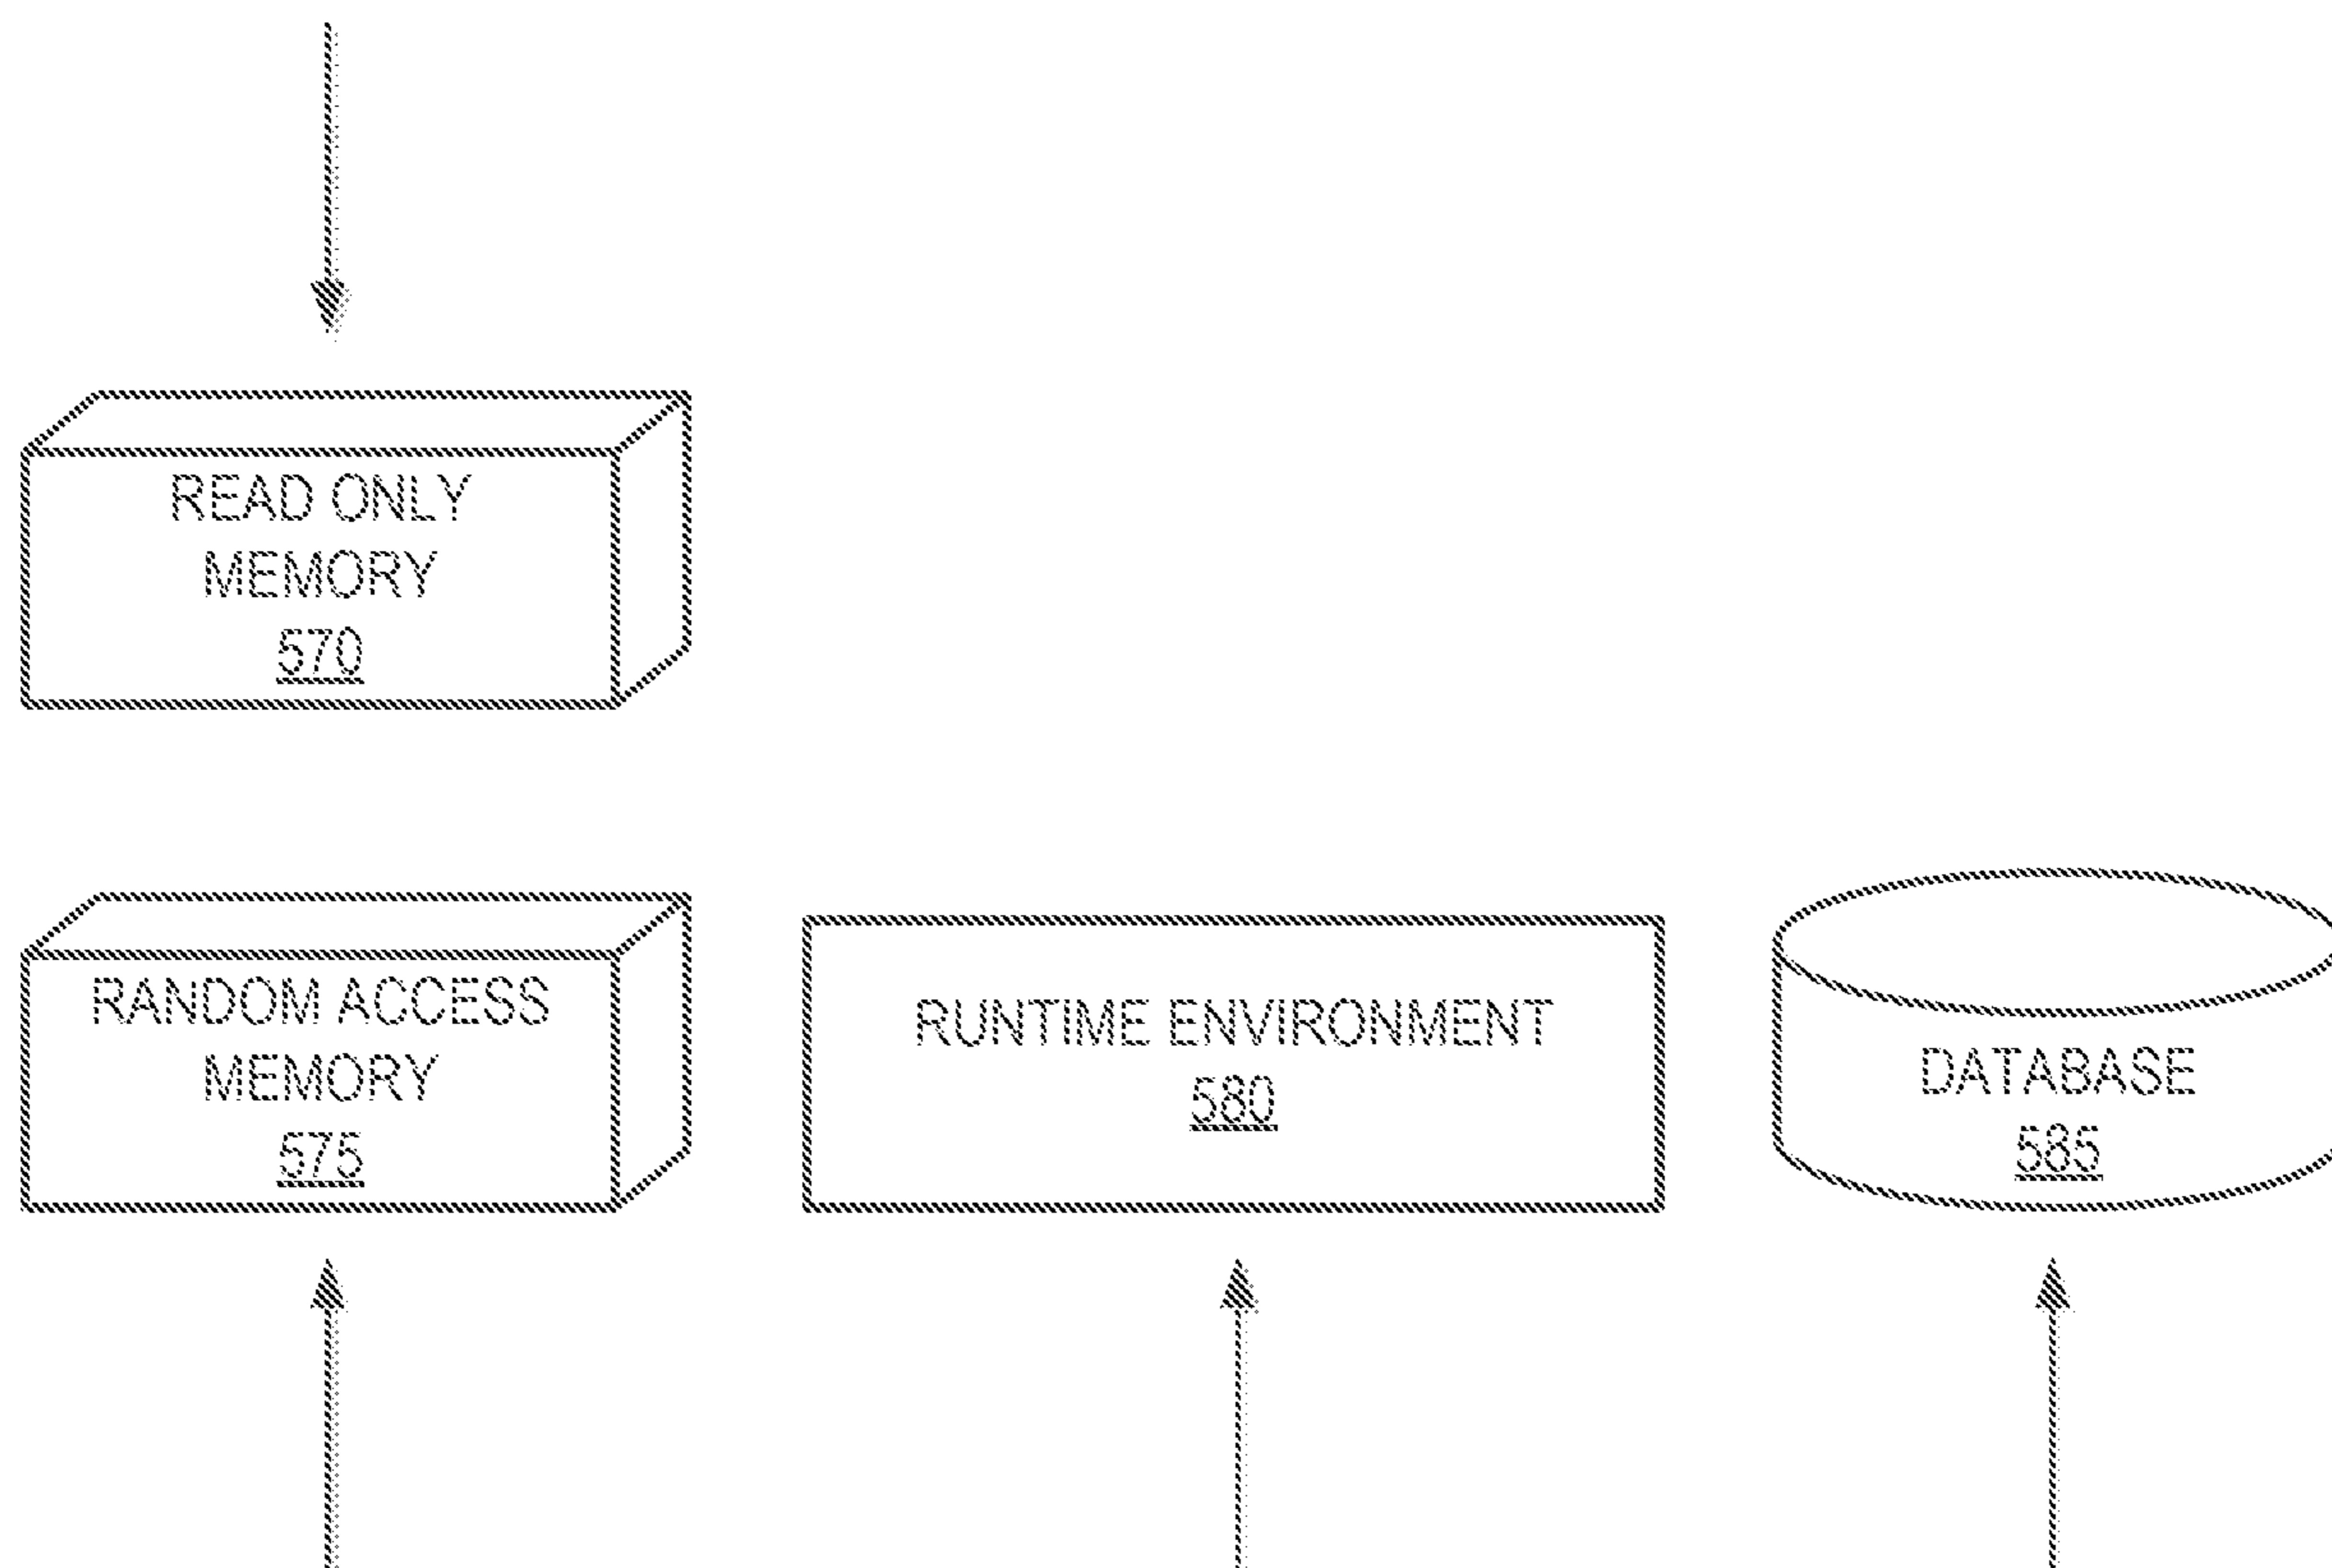 READ ONLY
MEMORY
570
RANDOM ACCESS
MEMORY
575
RUNTIME ENVIRONMENT
580
DATABASE
585